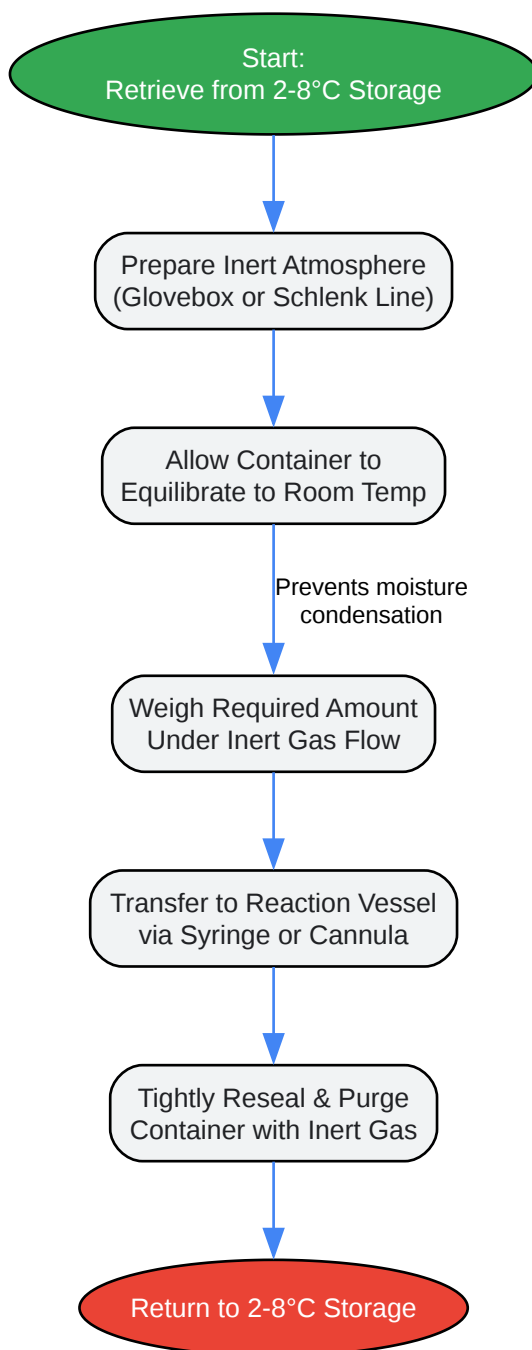 Start:
Retrieve from 2-8°C Storage
Prepare Inert Atmosphere
(Glovebox or Schlenk Line)
Allow Container to
Equilibrate to Room Temp
Prevents moisture
condensation
Weigh Required Amount
Under Inert Gas Flow
Transfer to Reaction Vessel
via Syringe or Cannula
Tightly Reseal & Purge
Container with Inert Gas
Return to 2-8°C Storage